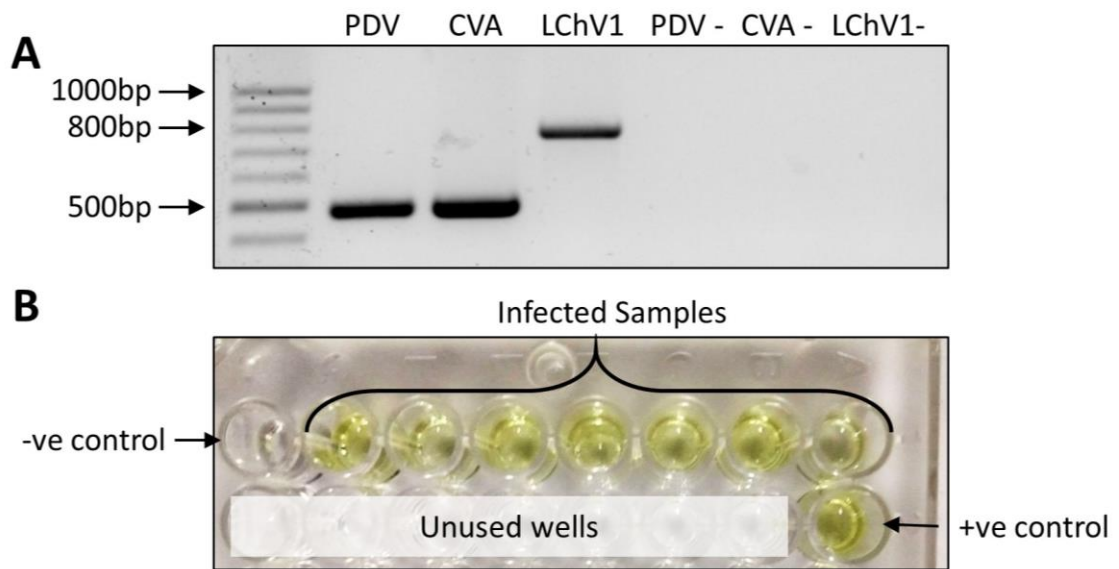 PDV CVA LChV1 PDV - CVA - LChV1-
A
1000bp
800bp
500bp
B
Infected Samples
-ve control
Unused wells
+ve control